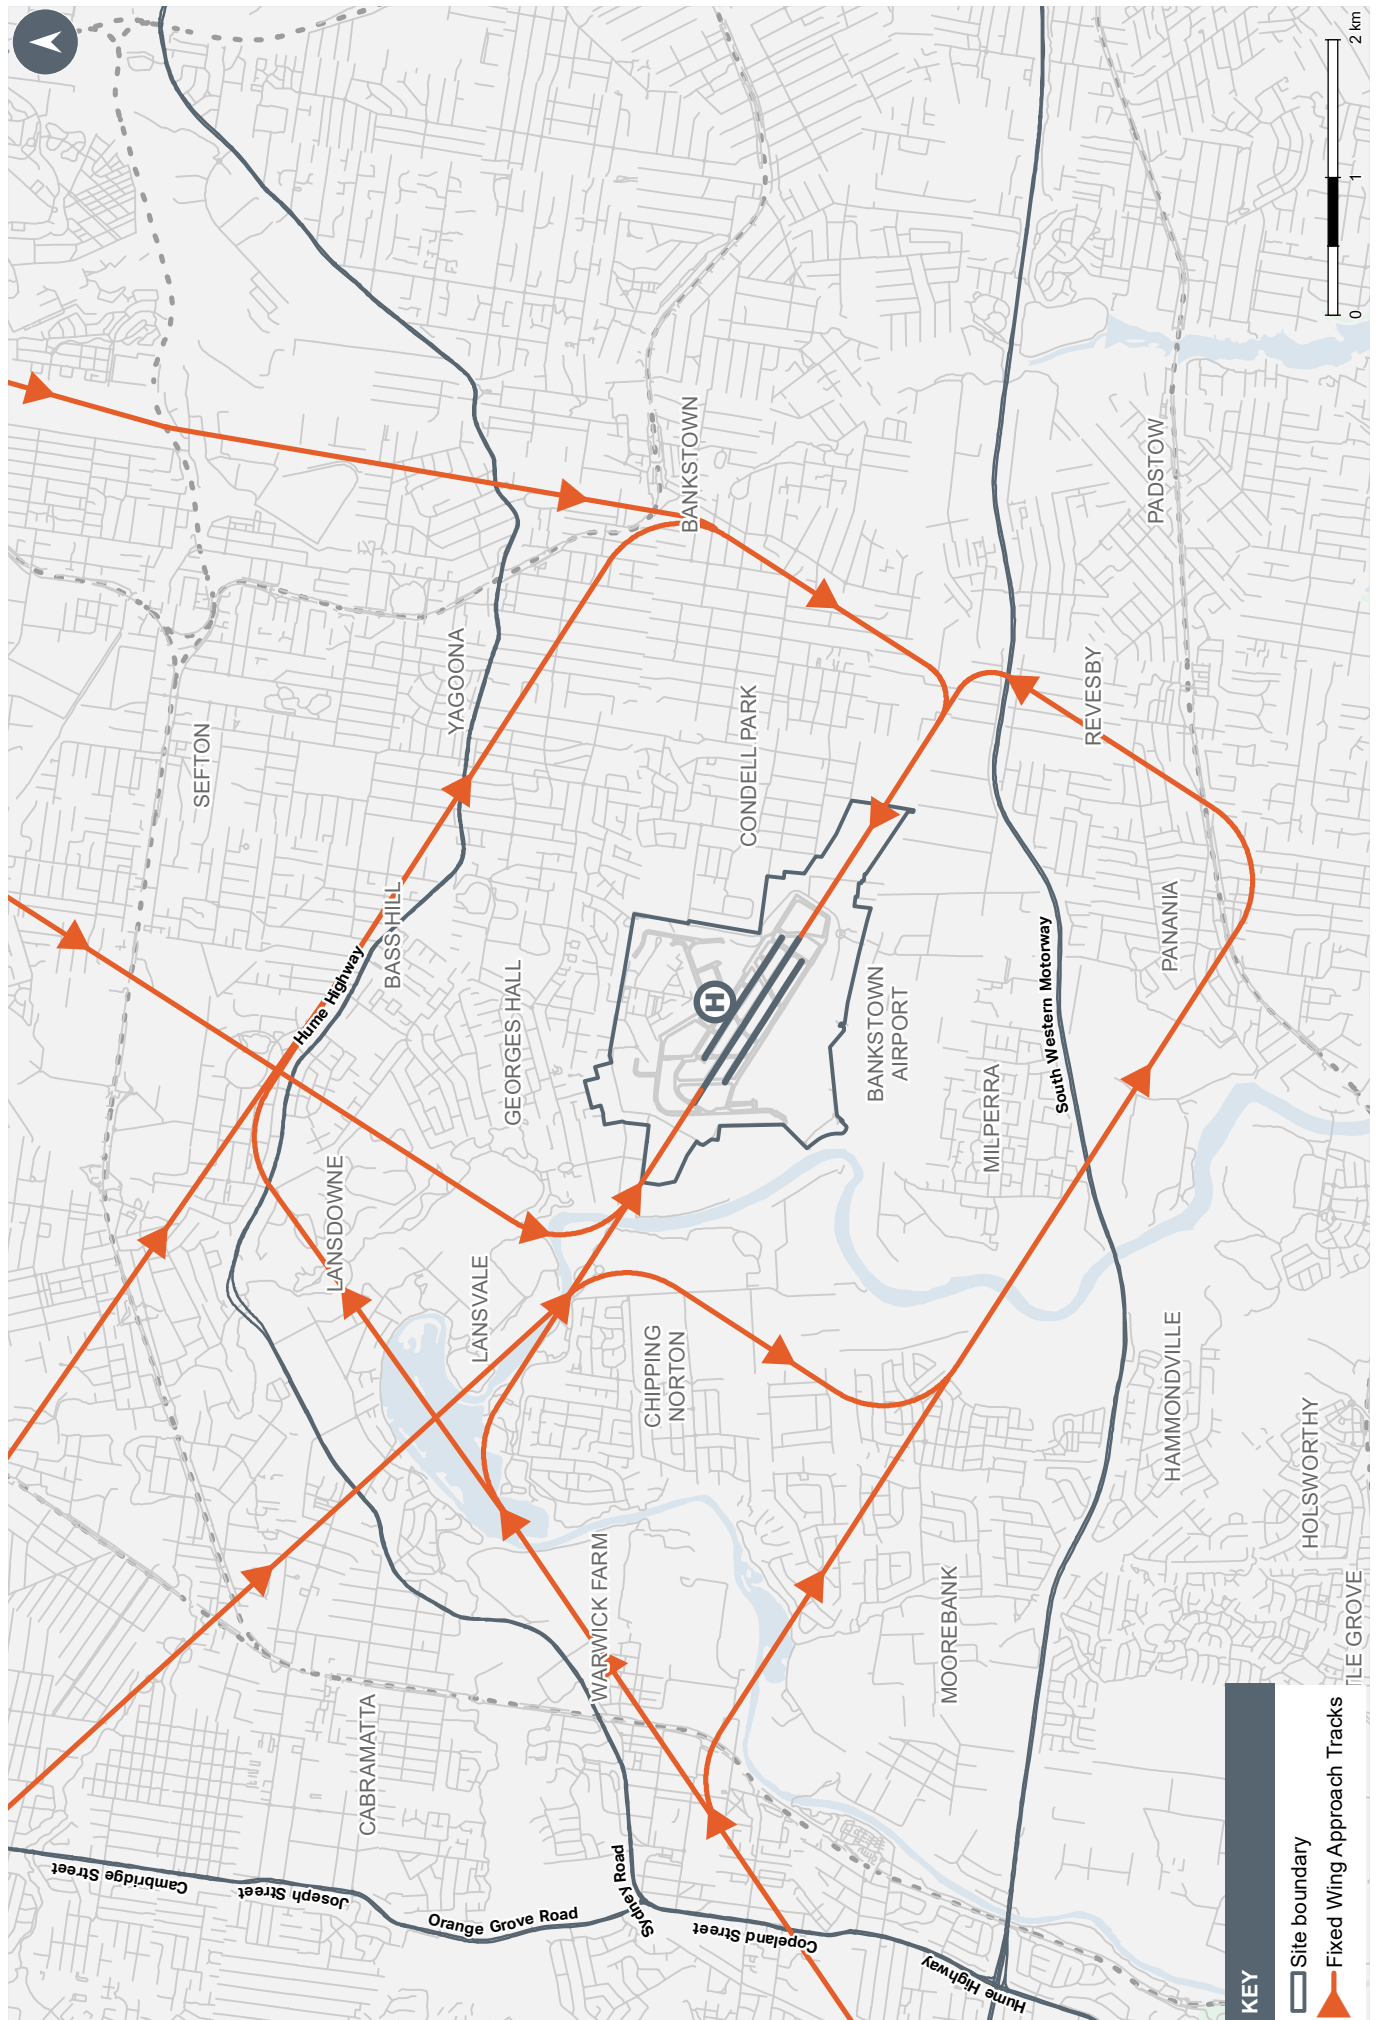 SEFTON
YAGOONA
BANKSTOWN
BASS HILL
Hume Highway
CONDELL PARK
GEORGES HALL
LANSDOWNE
LANSVALE
CHIPPING
NORTON
BANKSTOWN
AIRPORT
H
MILPERRA
South Western Motorway
PADSTOW
REVESBY
PANANIA
HAMMONDVILLE
HOLSWORTHY
TLE GROVE
MOOREBANK
WARWICK FARM
CABRAMATTA
Cambridge Street
Joseph Street
Orange Grove Road
Sydney Road
Copeland Street
Hume Highway
0
1
2 km
KEY
Site boundary
Fixed Wing Approach Tracks